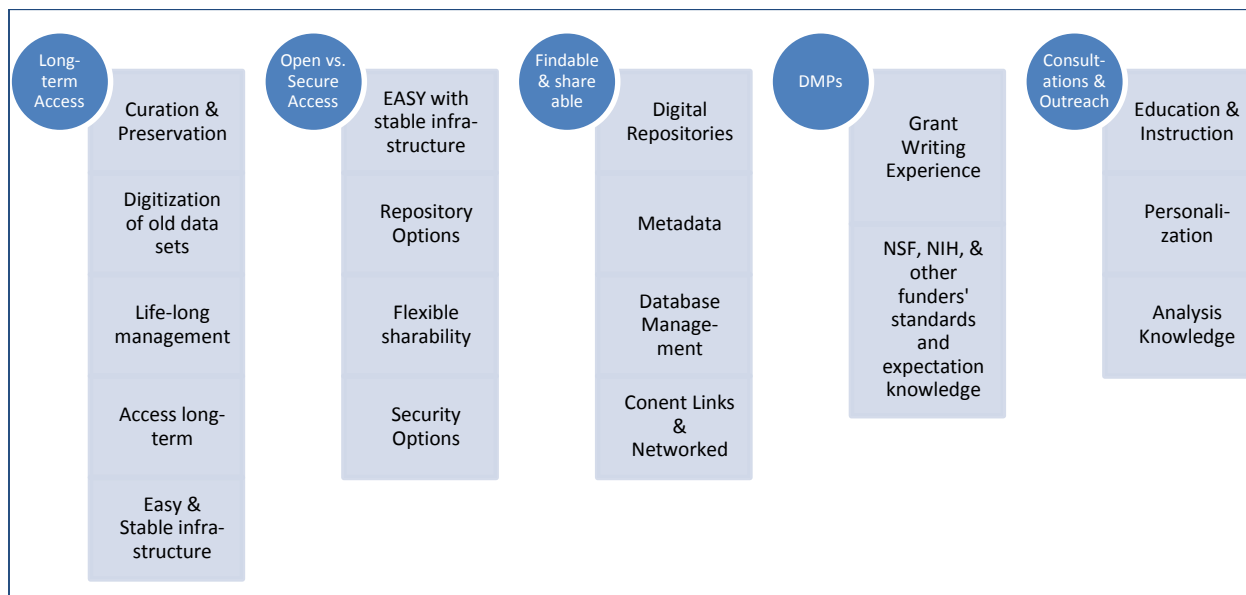 Long-
term
Access
Curation &
Preservation
Digitization
of old data
sets
Life-long
management
Access long-
term
Easy &
Stable infra-
structure
Open vs.
Secure
Access
EASY with
stable infra-
structure
Repository
Options
Flexible
sharability
Security
Options
Findable
& share
able
Digital
Repositories
Metadata
Database
Manage-
ment
Conent Links
&
Networked
DMPs
Grant
Writing
Experience
NSF, NIH, &
other
funders'
standards
and
expectation
knowledge
Consult-
ations &
Outreach
Education &
Instruction
Personali-
zation
Analysis
Knowledge